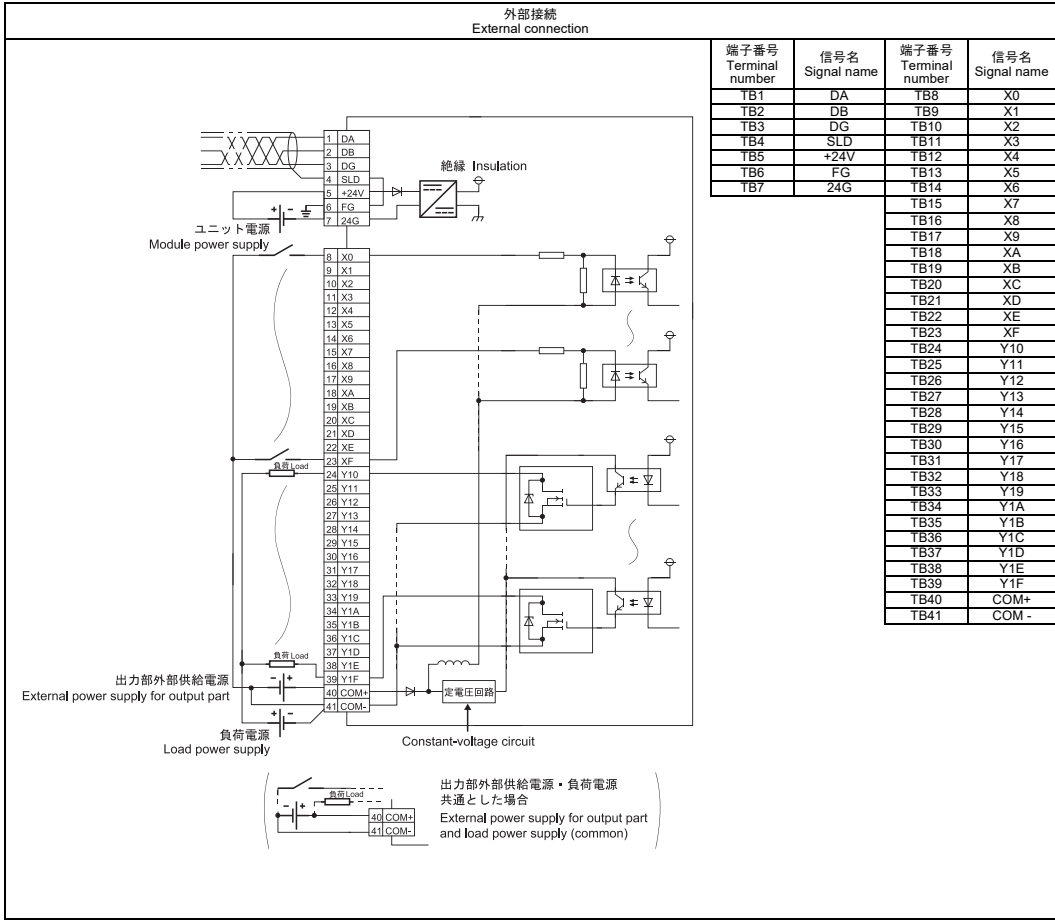 外部接続
External connection
端子番号
Terminal
number
信号名
Signal name
端子番号
Terminal
number
信号名
Signal name
TB1 DA TB8 X0
TB2 DB TB9 X1
TB3 DG TB10 X2
TB4 SLD TB11 X3
TB5 +24V TB12 X4
TB6 FG TB13 X5
TB7 24G TB14 X6
TB15 X7
TB16 X8
TB17 X9
TB18 XA
TB19 XB
TB20 XC
TB21 XD
TB22 XE
TB23 XF
TB24 Y10
TB25 Y11
TB26 Y12
TB27 Y13
TB28 Y14
TB29 Y15
TB30 Y16
TB31 Y17
TB32 Y18
TB33 Y19
TB34 Y1A
TB35 Y1B
TB36 Y1C
TB37 Y1D
TB38 Y1E
TB39 Y1F
TB40 COM+
TB41 COM -
1 DA
2 DB
3 DG
4 SLD
5 +24V
6 FG
7 24G
絶縁 Insulation
+ -
ユニット電源
Module power supply
8 X0
9 X1
10 X2
11 X3
12 X4
13 X5
14 X6
15 X7
16 X8
17 X9
18 XA
19 XB
20 XC
21 XD
22 XE
23 XF
負荷 Load
24 Y10
25 Y11
26 Y12
27 Y13
28 Y14
29 Y15
30 Y16
31 Y17
32 Y18
33 Y19
34 Y1A
35 Y1B
36 Y1C
37 Y1D
負荷 Load
38 Y1E
39 Y1F
40 COM+
41 COM-
+ -
出力部外部供給電源
External power supply for output part
+ -
負荷電源
Load power supply
定電圧回路
Constant-voltage circuit
負荷 Load
- +
40 COM+
41 COM-
出力部外部供給電源・負荷電源
共通とした場合
External power supply for output part
and load power supply (common)